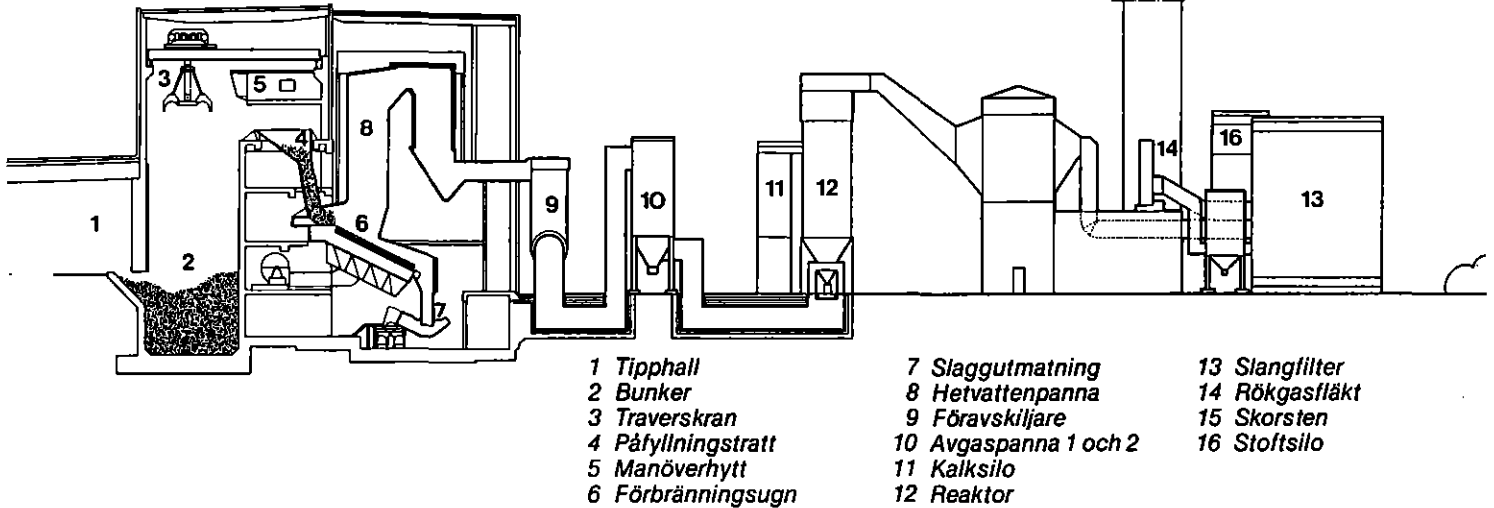 3
5
4
8
14
16
1
6
9
10
11
12
13
2
7
1 Tipphall
2 Bunker
3 Traverskran
4 Påfyllningstratt
5 Manöverhytt
6 Förbränningsugn
7 Slaggutmatning
8 Hetvattenpanna
9 Föravskiljare
10 Avgaspanna 1 och 2
11 Kalksilo
12 Reaktor
13 Slangfilter
14 Rökgasfläkt
15 Skorsten
16 Stoftsilo